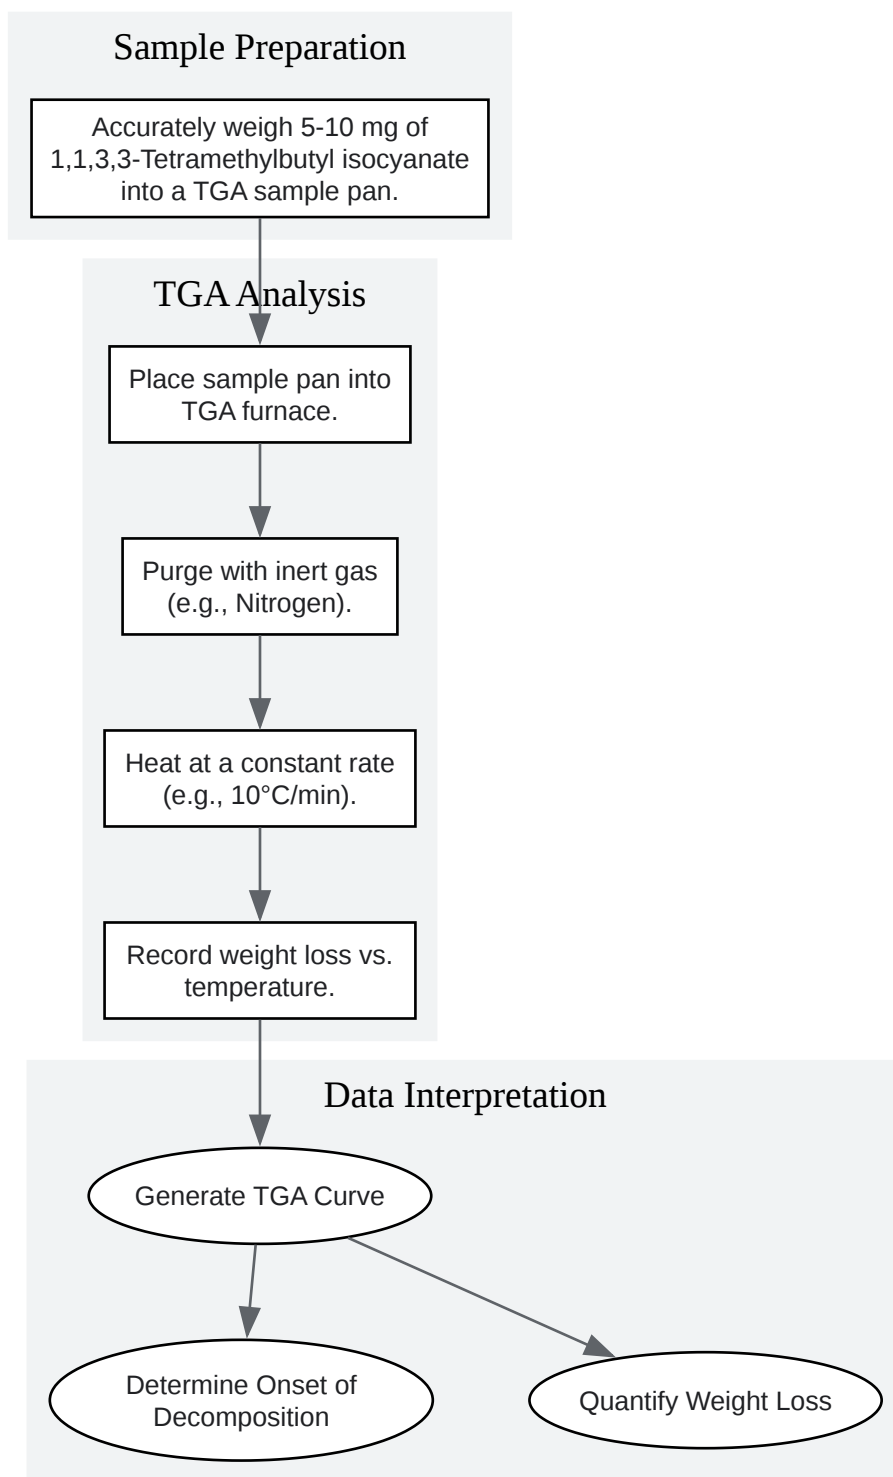 Sample Preparation
Accurately weigh 5-10 mg of
1,1,3,3-Tetramethylbutyl isocyanate
into a TGA sample pan.
TGA Analysis
Place sample pan into
TGA furnace.
Purge with inert gas
(e.g., Nitrogen).
Heat at a constant rate
(e.g., 10°C/min).
Record weight loss vs.
temperature.
Data Interpretation
Generate TGA Curve
Determine Onset of
Decomposition
Quantify Weight Loss